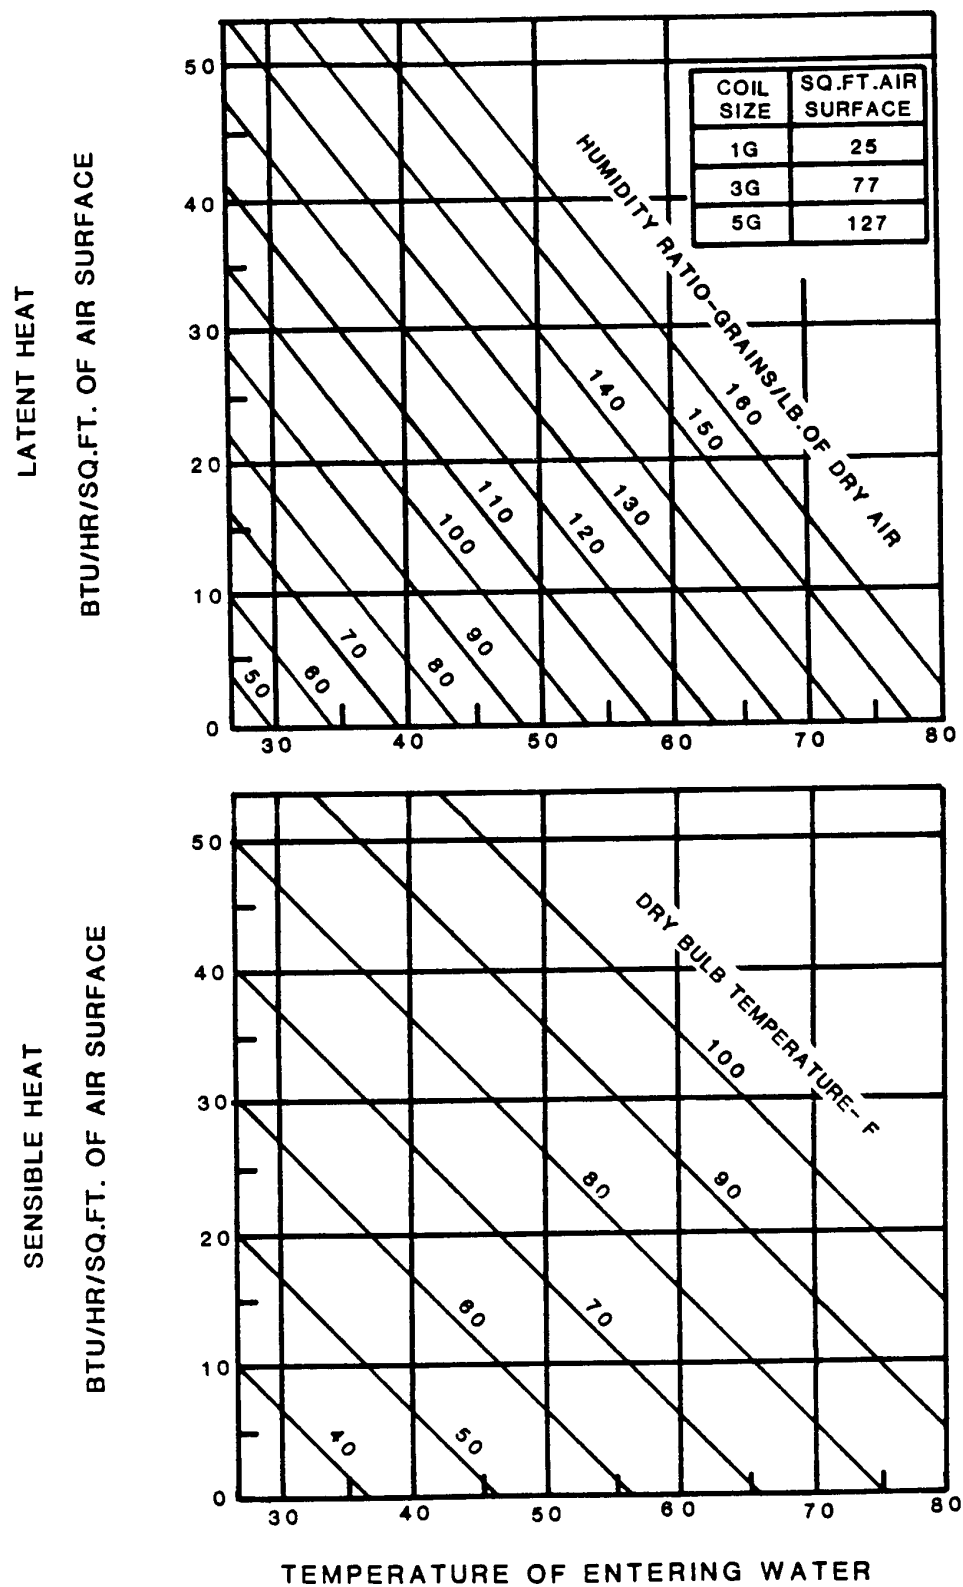 LATENT HEAT
BTU/HR/SQ.FT. OF AIR SURFACE
50
40
30
20
10
0
30 40 50 60 70 80
COIL SIZE SQ.FT.AIR SURFACE
1G 25
3G 77
5G 127
HUMIDITY RATIO-GRAINS/LB.OF DRY AIR
50
60
70
80
90
100
110
120
130
140
150
160
SENSIBLE HEAT
BTU/HR/SQ.FT. OF AIR SURFACE
50
40
30
20
10
0
30 40 50 60 70 80
DRY BULB TEMPERATURE- F
40
50
60
70
80
90
100
TEMPERATURE OF ENTERING WATER